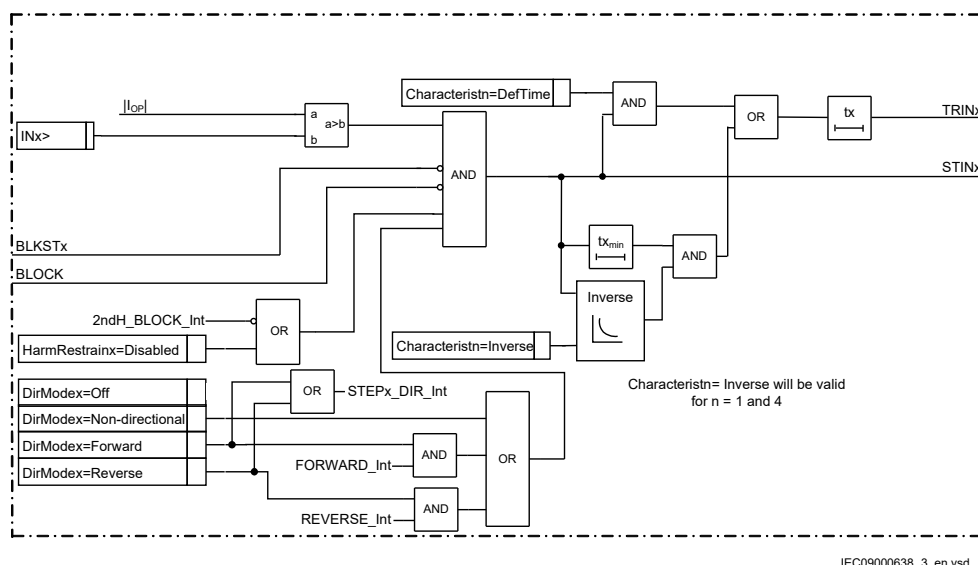 Characteristn=DefTime
|IOP|
a
a>b
b
INx>
AND
OR
tx
TRINx
AND
STINx
BLKSTx
BLOCK
txmin
AND
Inverse
2ndH_BLOCK_Int
OR
HarmRestrainx=Disabled
Characteristn=Inverse
DirModex=Off
OR
STEPx_DIR_Int
Characteristn= Inverse will be valid
for n = 1 and 4
DirModex=Non-directional
DirModex=Forward
AND
FORWARD_Int
OR
DirModex=Reverse
AND
REVERSE_Int
IEC09000638_3_en.vsd